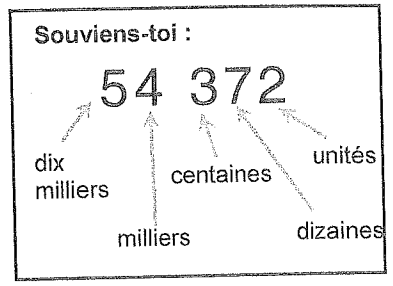 Souviens-toi :
54 372
dix
milliers
milliers
centaines
dizaines
unités